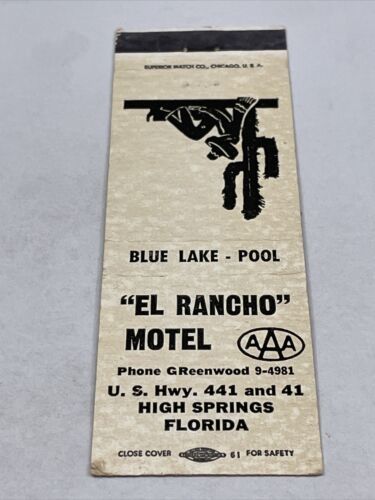 SUPERIOR MATCH CO., CHICAGO, U. S. A.
BLUE LAKE - POOL
"EL RANCHO"
MOTEL
AAA
Phone GReenwood 9-4981
U. S. Hwy. 441 and 41
HIGH SPRINGS
FLORIDA
CLOSE COVER 61 FOR SAFETY